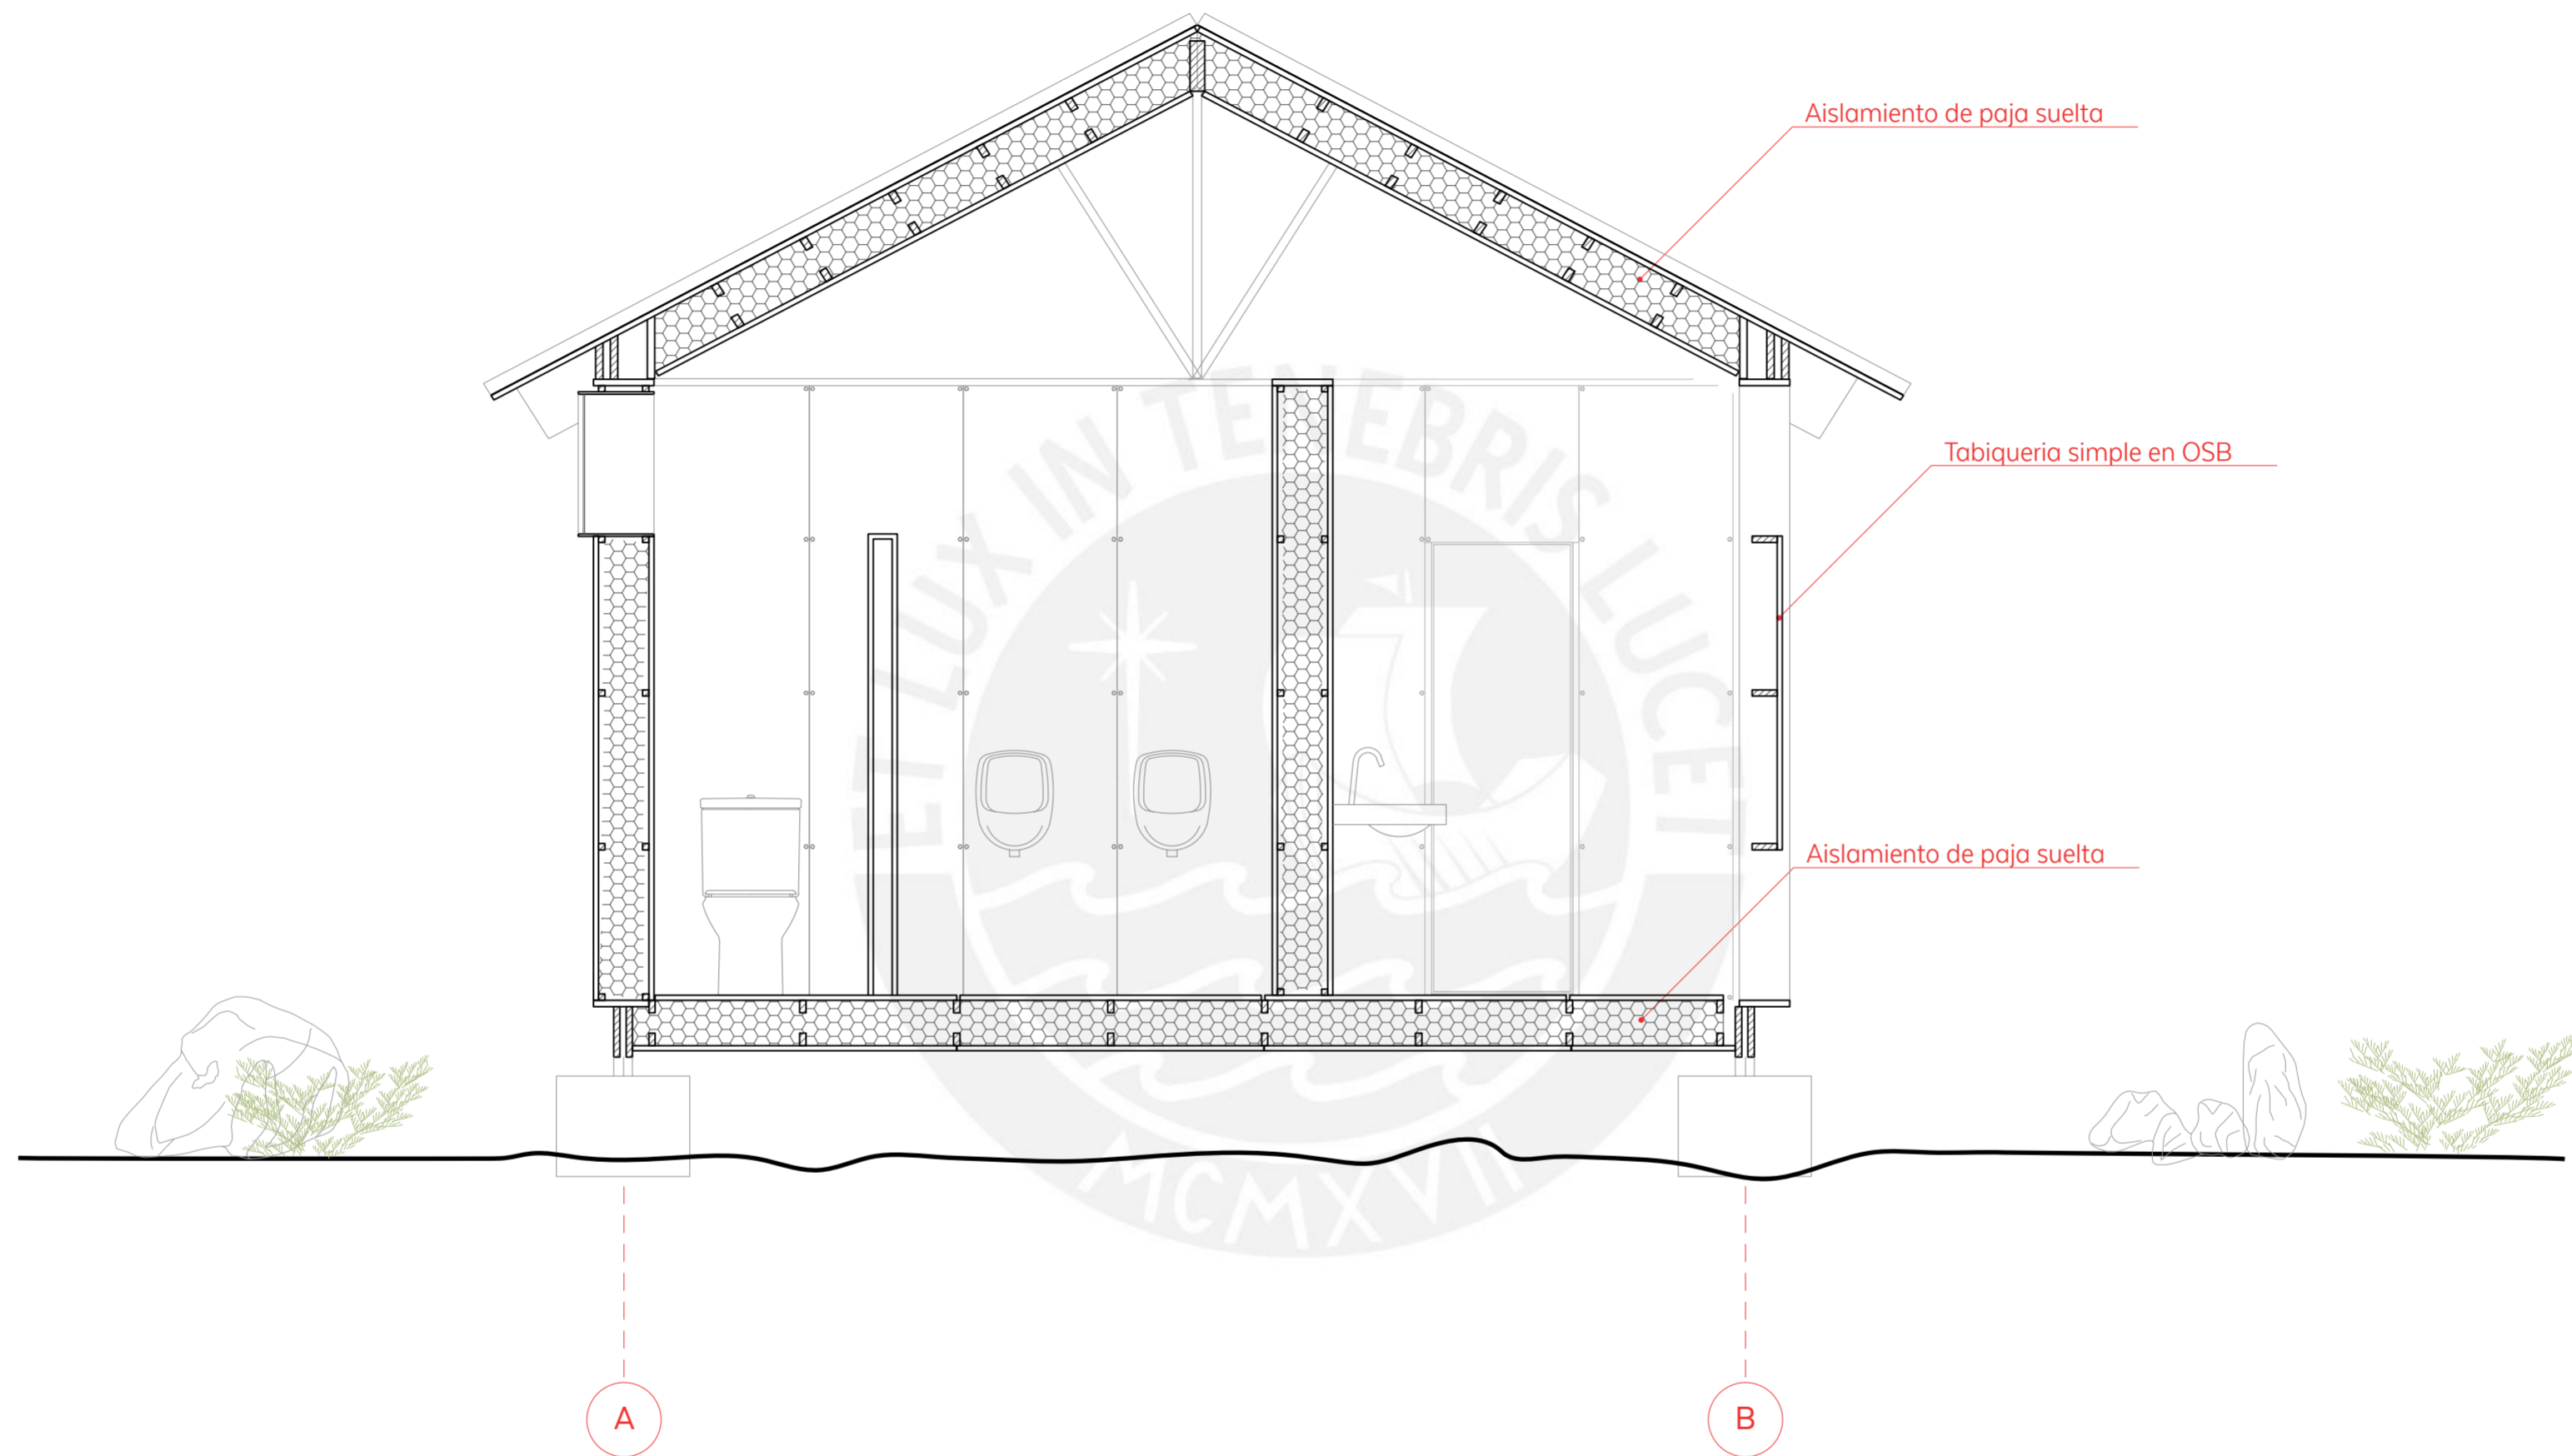 Aislamiento de paja suelta
Tabiqueria simple en OSB
Aislamiento de paja suelta
ET LUX IN TENEBRIS LUCET
MCMXVII
A
B